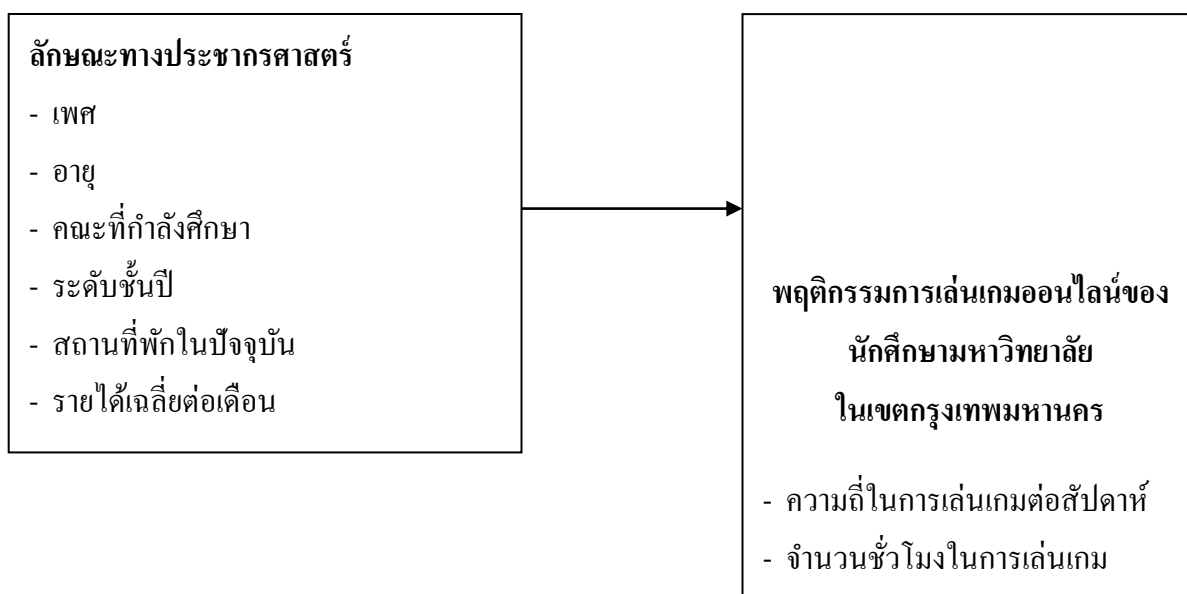 ลักษณะทางประชากรศาสตร์
- เพศ
- อายุ
- คณะที่กำลังศึกษา
- ระดับชั้นปี
- สถานที่พักในปัจจุบัน
- รายได้เฉลี่ยต่อเดือน
พฤติกรรมการเล่นเกมออนไลน์ของ
นักศึกษามหาวิทยาลัย
ในเขตกรุงเทพมหานคร
- ความถี่ในการเล่นเกมต่อสัปดาห์
- จำนวนชั่วโมงในการเล่นเกม